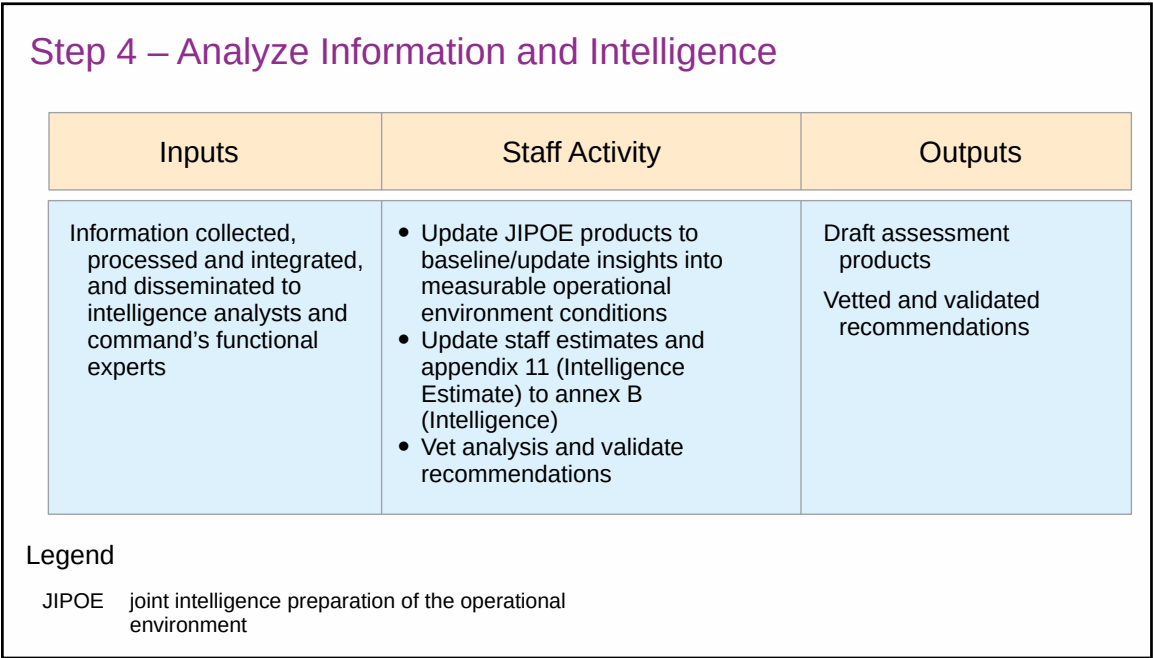 Step 4 – Analyze Information and Intelligence
Inputs
Staff Activity
Outputs
Information collected,
processed and integrated,
and disseminated to
intelligence analysts and
command’s functional
experts
• Update JIPOE products to
baseline/update insights into
measurable operational
environment conditions
• Update staff estimates and
appendix 11 (Intelligence
Estimate) to annex B
(Intelligence)
• Vet analysis and validate
recommendations
Draft assessment
products
Vetted and validated
recommendations
Legend
JIPOE joint intelligence preparation of the operational
environment